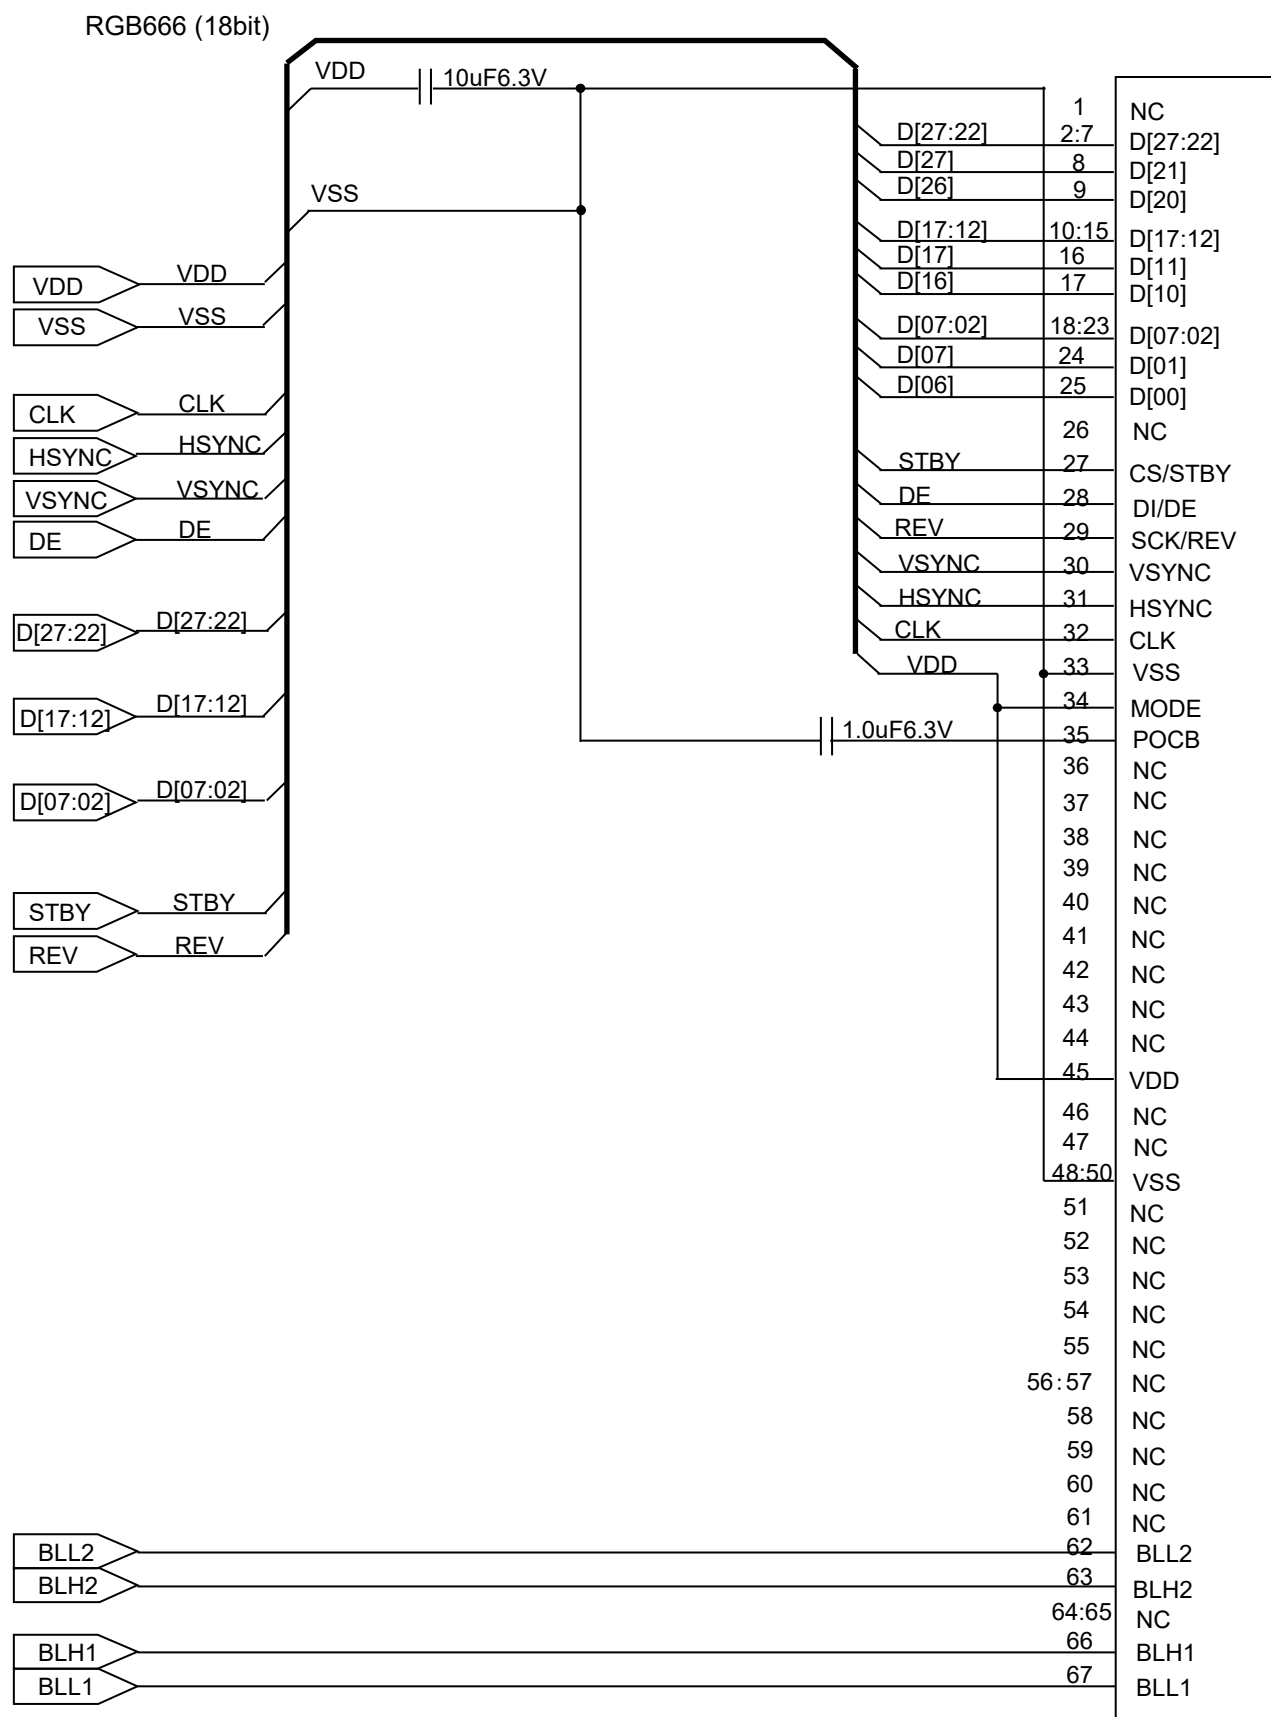 RGB666 (18bit)
VDD 10uF6.3V
VSS
VDD VDD
VSS VSS
CLK CLK
HSYNC HSYNC
VSYNC VSYNC
DE DE
D[27:22] D[27:22]
D[17:12] D[17:12]
D[07:02] D[07:02]
STBY STBY
REV REV
1 NC
D[27:22] 2:7 D[27:22]
D[27] 8 D[21]
D[26] 9 D[20]
D[17:12] 10:15 D[17:12]
D[17] 16 D[11]
D[16] 17 D[10]
D[07:02] 18:23 D[07:02]
D[07] 24 D[01]
D[06] 25 D[00]
26 NC
STBY 27 CS/STBY
DE 28 DI/DE
REV 29 SCK/REV
VSYNC 30 VSYNC
HSYNC 31 HSYNC
CLK 32 CLK
VDD 33 VSS
34 MODE
1.0uF6.3V 35 POCB
36 NC
37 NC
38 NC
39 NC
40 NC
41 NC
42 NC
43 NC
44 NC
45 VDD
46 NC
47 NC
48:50 VSS
51 NC
52 NC
53 NC
54 NC
55 NC
56:57 NC
58 NC
59 NC
60 NC
61 NC
BLL2 62 BLL2
BLH2 63 BLH2
64:65 NC
BLH1 66 BLH1
BLL1 67 BLL1